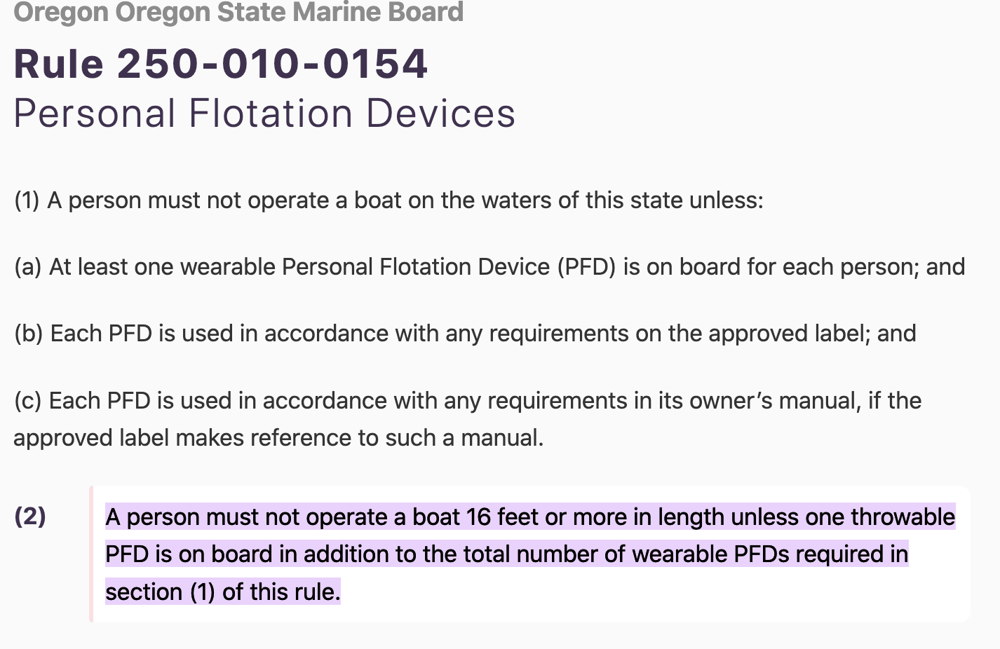 Oregon Oregon State Marine Board
Rule 250-010-0154
Personal Flotation Devices
(1) A person must not operate a boat on the waters of this state unless:
(a) At least one wearable Personal Flotation Device (PFD) is on board for each person; and
(b) Each PFD is used in accordance with any requirements on the approved label; and
(c) Each PFD is used in accordance with any requirements in its owner’s manual, if the
approved label makes reference to such a manual.
(2) A person must not operate a boat 16 feet or more in length unless one throwable
PFD is on board in addition to the total number of wearable PFDs required in
section (1) of this rule.